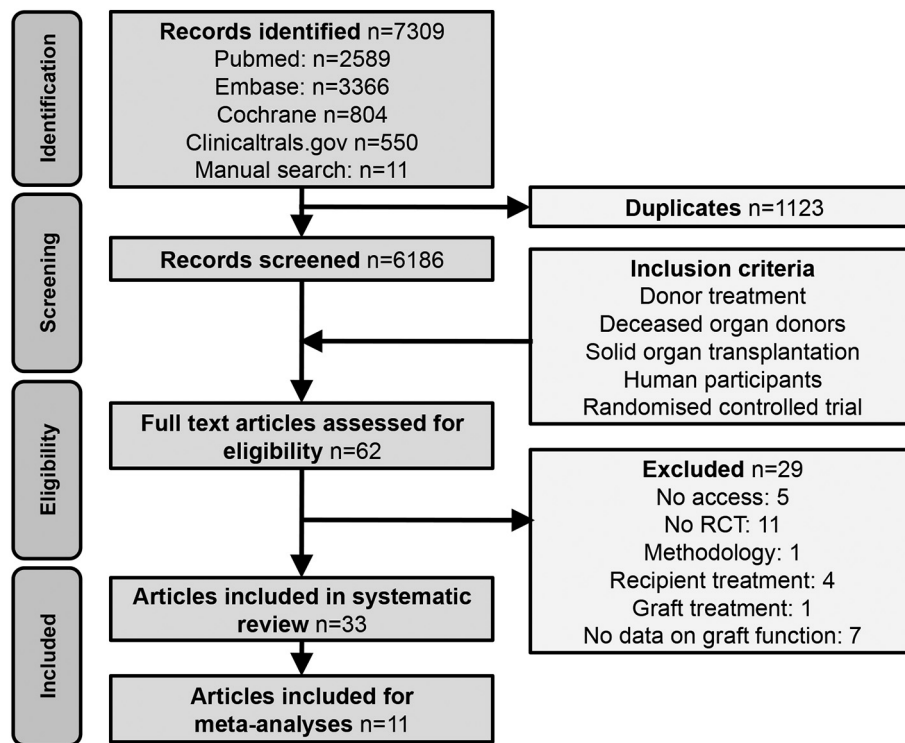 Identification
Records identified n=7309
Pubmed: n=2589
Embase: n=3366
Cochrane n=804
Clinicaltrals.gov n=550
Manual search: n=11
Duplicates n=1123
Screening
Records screened n=6186
Inclusion criteria
Donor treatment
Deceased organ donors
Solid organ transplantation
Human participants
Randomised controlled trial
Eligibility
Full text articles assessed for
eligibility n=62
Excluded n=29
No access: 5
No RCT: 11
Methodology: 1
Recipient treatment: 4
Graft treatment: 1
No data on graft function: 7
Included
Articles included in systematic
review n=33
Articles included for
meta-analyses n=11